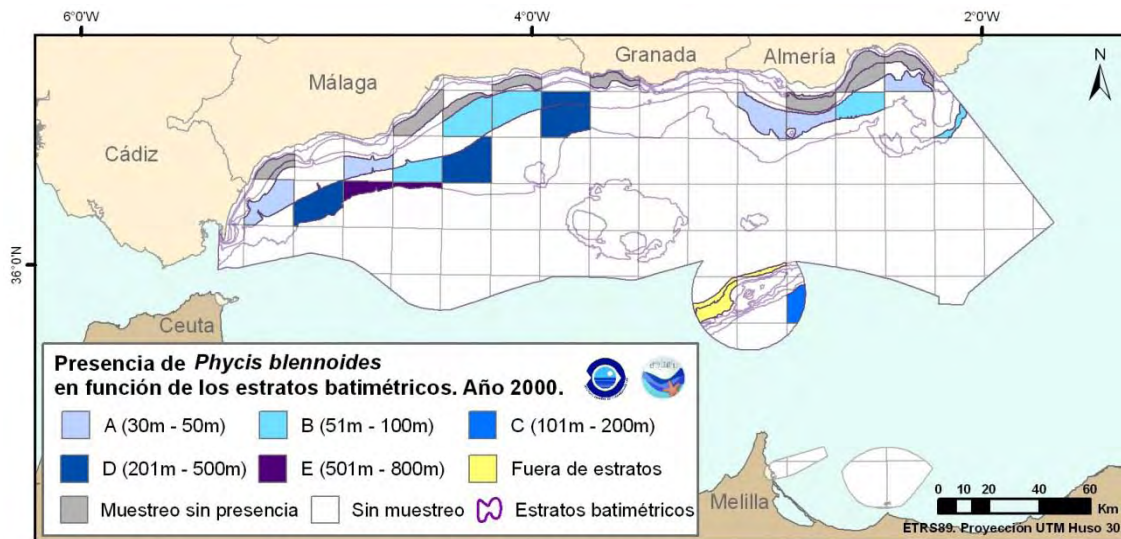 6°0'W 4°0'W 2°0'W
N
Granada Almería
Málaga
Cádiz
36°0'N
Ceuta
Presencia de Phycis blennoides
en función de los estratos batimétricos. Año 2000.
A (30m - 50m) B (51m - 100m) C (101m - 200m)
D (201m - 500m) E (501m - 800m) Fuera de estratos
Muestreo sin presencia Sin muestreo Estratos batimétricos
Melilla
0 10 20 40 60
Km
ETRS89. Proyección UTM Huso 30